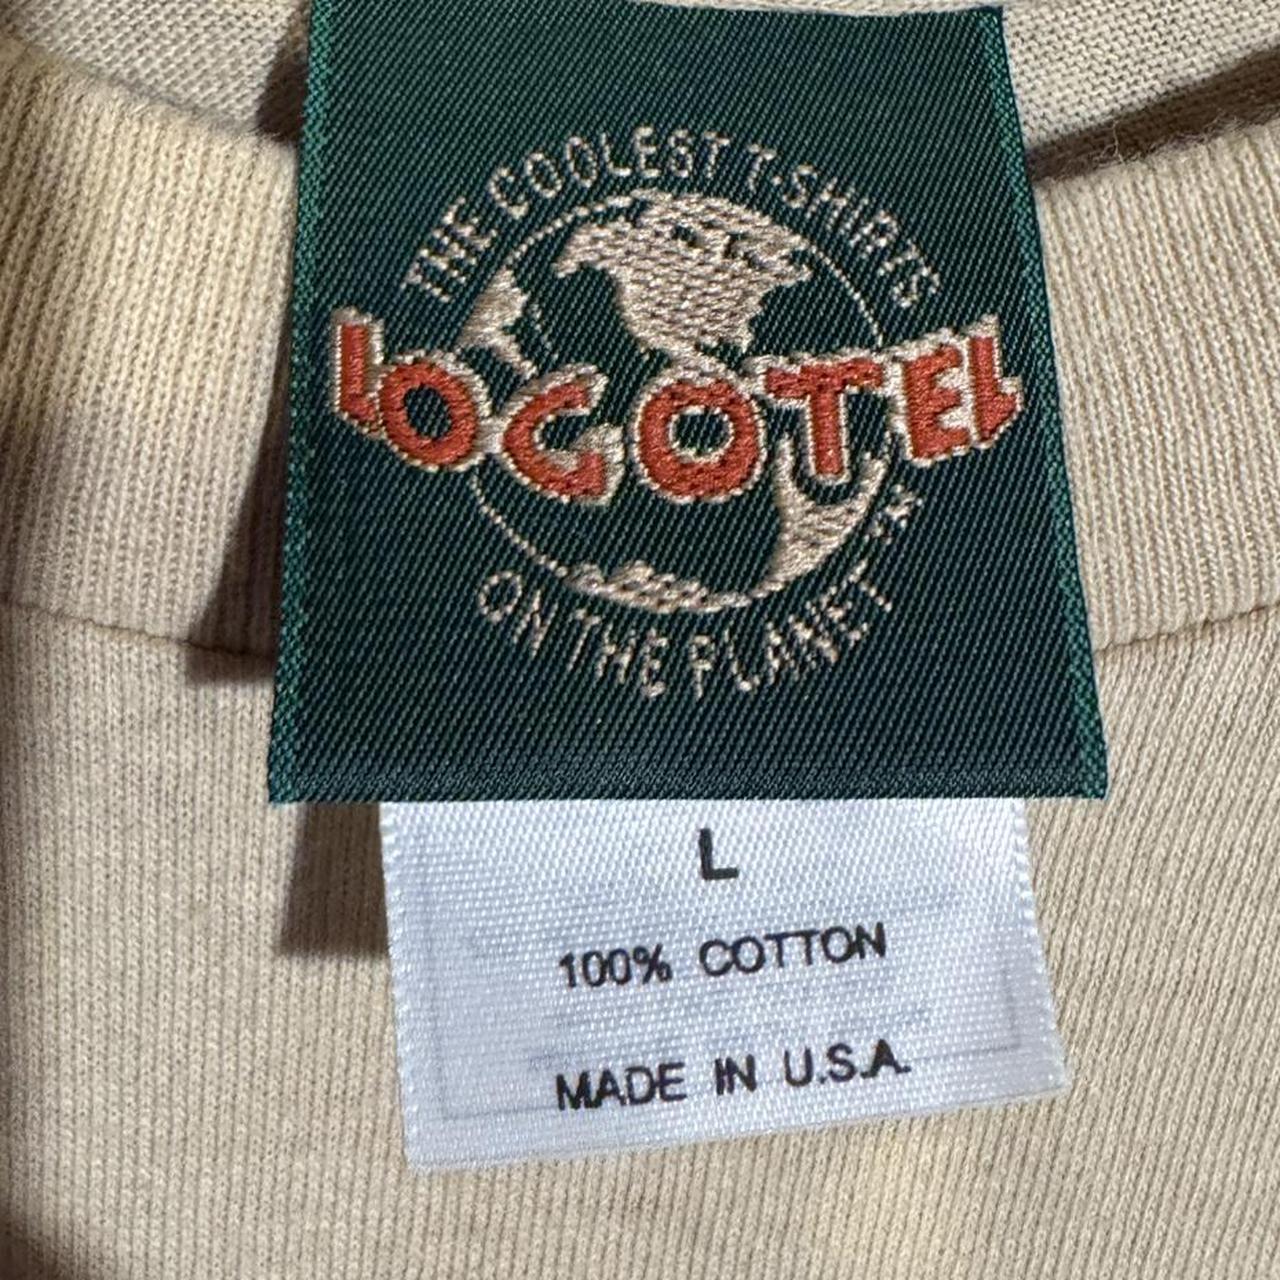 THE COOLEST T-SHIRTS
LOGOTEL
ON THE PLANET TM
L
100% COTTON
MADE IN U.S.A.